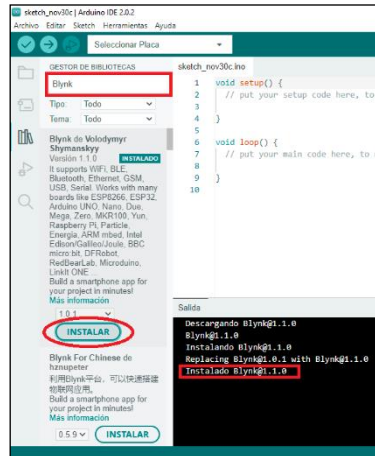 sketch_nov30c | Arduino IDE 2.0.2
Archivo Editar Sketch Herramientas Ayuda
Seleccionar Placa
GESTOR DE BIBLIOTECAS
Blynk
Tipo: Todo
Tema: Todo
Blynk de Volodymyr
Shymanskyy
Versión 1.1.0 INSTALADO
It supports WiFi, BLE,
Bluetooth, Ethernet, GSM,
USB, Serial. Works with many
boards like ESP8266, ESP32,
Arduino UNO, Nano, Due,
Mega, Zero, MKR100, Yun,
Raspberry Pi, Particle,
Energia, ARM mbed, Intel
Edison/Galileo/Joule, BBC
micro:bit, DFRobot,
RedBearLab, Microduino,
LinkIt ONE ...
Build a smartphone app for
your project in minutes!
Más información
1.0.1
INSTALAR
Blynk For Chinese de
hznupeter
利用Blynk平台，可以快速搭建
物联网应用。
Build a smartphone app for
your project in minutes!
Más información
0.5.9 INSTALAR
sketch_nov30c.ino
1 void setup() {
2 // put your setup code here, to
3
4 }
5
6 void loop() {
7 // put your main code here, to
8
9 }
10
Salida
Descargando Blynk@1.1.0
Blynk@1.1.0
Instalando Blynk@1.1.0
Replacing Blynk@1.0.1 with Blynk@1.1.0
Instalado Blynk@1.1.0